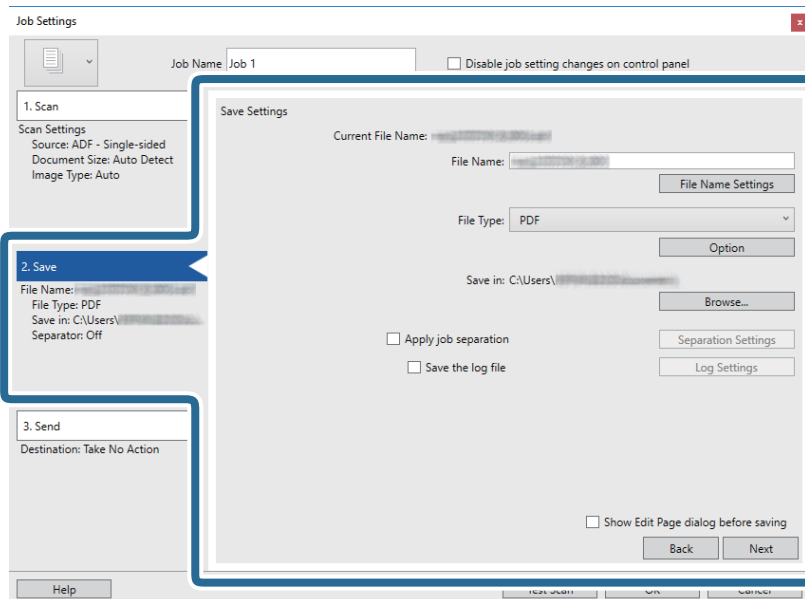 Job Settings
x
Job Name Job 1
Disable job setting changes on control panel
1. Scan
Scan Settings
Source: ADF - Single-sided
Document Size: Auto Detect
Image Type: Auto
2. Save
File Name:
File Type: PDF
Save in: C:\Users\
Separator: Off
3. Send
Destination: Take No Action
Save Settings
Current File Name:
File Name:
File Name Settings
File Type: PDF
Option
Save in: C:\Users\
Browse...
Apply job separation
Separation Settings
Save the log file
Log Settings
Show Edit Page dialog before saving
Back Next
Help Test Scan OK Cancel